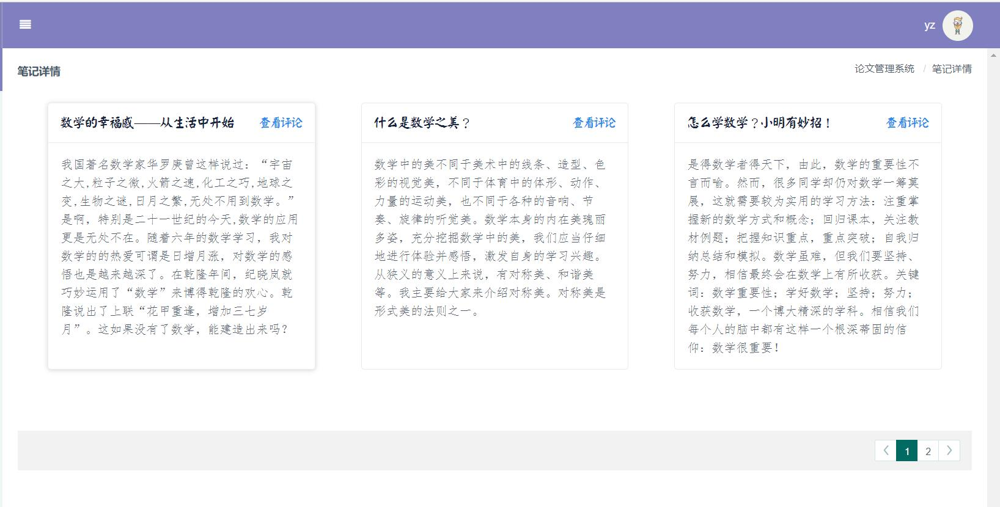 yz
笔记详情
论文管理系统 / 笔记详情
数学的幸福感——从生活中开始 查看评论
我国著名数学家华罗庚曾这样说过：“宇宙
之大,粒子之微,火箭之速,化工之巧,地球之
变,生物之谜,日月之繁,无处不用到数学。”
是啊，特别是二十一世纪的今天,数学的应用
更是无处不在。随着六年的数学学习，我对
数学的的热爱可谓是日增月涨，对数学的感
悟也是越来越深了。在乾隆年间，纪晓岚就
巧妙运用了“数学”来博得乾隆的欢心。乾
隆说出了上联“花甲重逢，增加三七岁
月”。这如果没有了数学，能建造出来吗？
什么是数学之美？ 查看评论
数学中的美不同于美术中的线条、造型、色
彩的视觉美，不同于体育中的体形、动作、
力量的运动美，也不同于各种的音响、节
奏、旋律的听觉美。数学本身的内在美瑰丽
多姿，充分挖掘数学中的美，我们应当仔细
地进行体验并感悟，激发自身的学习兴趣。
从狭义的意义上来说，有对称美、和谐美
等。我主要给大家来介绍对称美。对称美是
形式美的法则之一。
怎么学数学？小明有妙招！ 查看评论
是得数学者得天下，由此，数学的重要性不
言而喻。然而，很多同学却仍对数学一筹莫
展，这就需要较为实用的学习方法：注重掌
握新的数学方式和概念；回归课本，关注教
材例题；把握知识重点，重点突破；自我归
纳总结和模拟。数学虽难，但我们要坚持、
努力，相信最终会在数学上有所收获。关键
词：数学重要性；学好数学；坚持；努力；
收获数学，一个博大精深的学科。相信我们
每个人的脑中都有这样一个根深蒂固的信
仰：数学很重要！
1 2